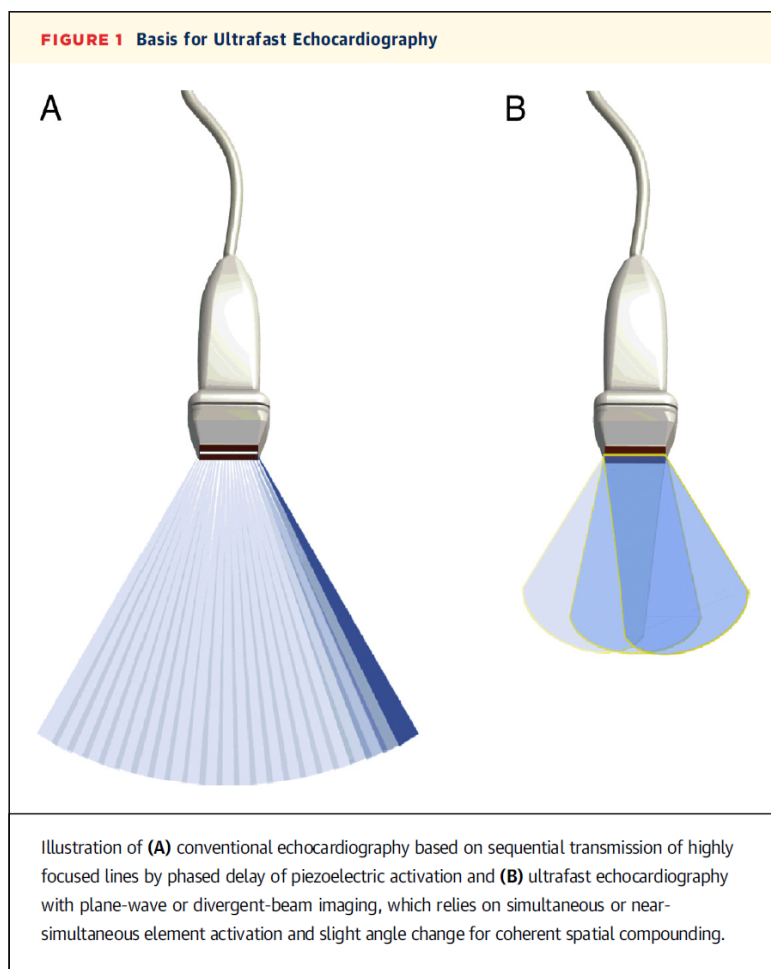 FIGURE 1 Basis for Ultrafast Echocardiography
A
B
Illustration of (A) conventional echocardiography based on sequential transmission of highly
focused lines by phased delay of piezoelectric activation and (B) ultrafast echocardiography
with plane-wave or divergent-beam imaging, which relies on simultaneous or near-
simultaneous element activation and slight angle change for coherent spatial compounding.